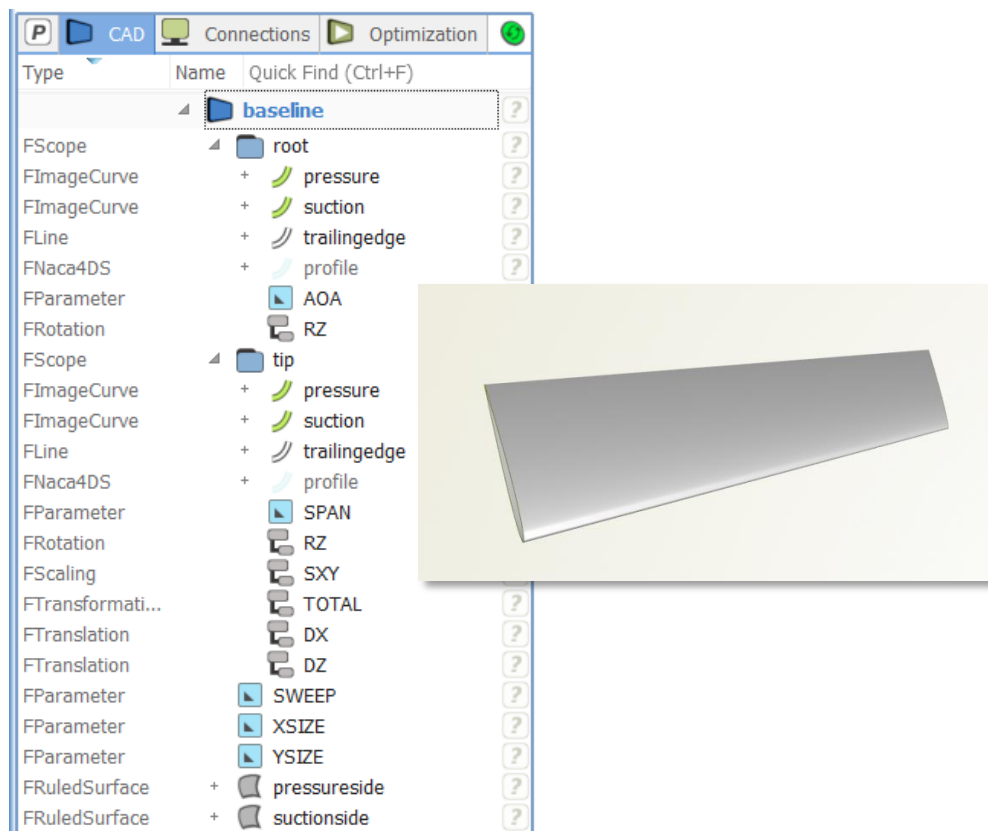 P CAD Connections Optimization
Type Name Quick Find (Ctrl+F)
baseline ?
FScope root ?
FImageCurve + pressure ?
FImageCurve + suction ?
FLine + trailingedge ?
FNaca4DS + profile ?
FParameter AOA
FRotation RZ
FScope tip
FImageCurve + pressure
FImageCurve + suction
FLine + trailingedge
FNaca4DS + profile
FParameter SPAN
FRotation RZ
FScaling SXY
FTransformati... TOTAL ?
FTranslation DX ?
FTranslation DZ ?
FParameter SWEEP ?
FParameter XSIZE ?
FParameter YSIZE ?
FRuledSurface + pressureside ?
FRuledSurface + suctionside ?